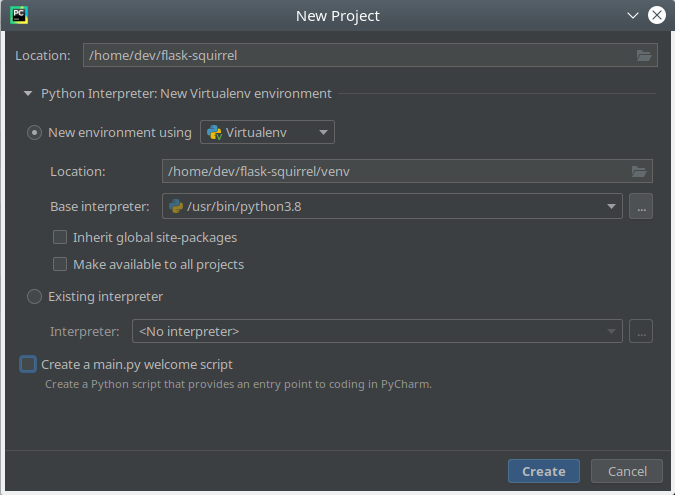 PC
New Project
Location: /home/dev/flask-squirrel
Python Interpreter: New Virtualenv environment
New environment using Virtualenv
Location: /home/dev/flask-squirrel/venv
Base interpreter: /usr/bin/python3.8 ...
Inherit global site-packages
Make available to all projects
Existing interpreter
Interpreter: <No interpreter> ...
Create a main.py welcome script
Create a Python script that provides an entry point to coding in PyCharm.
Create Cancel